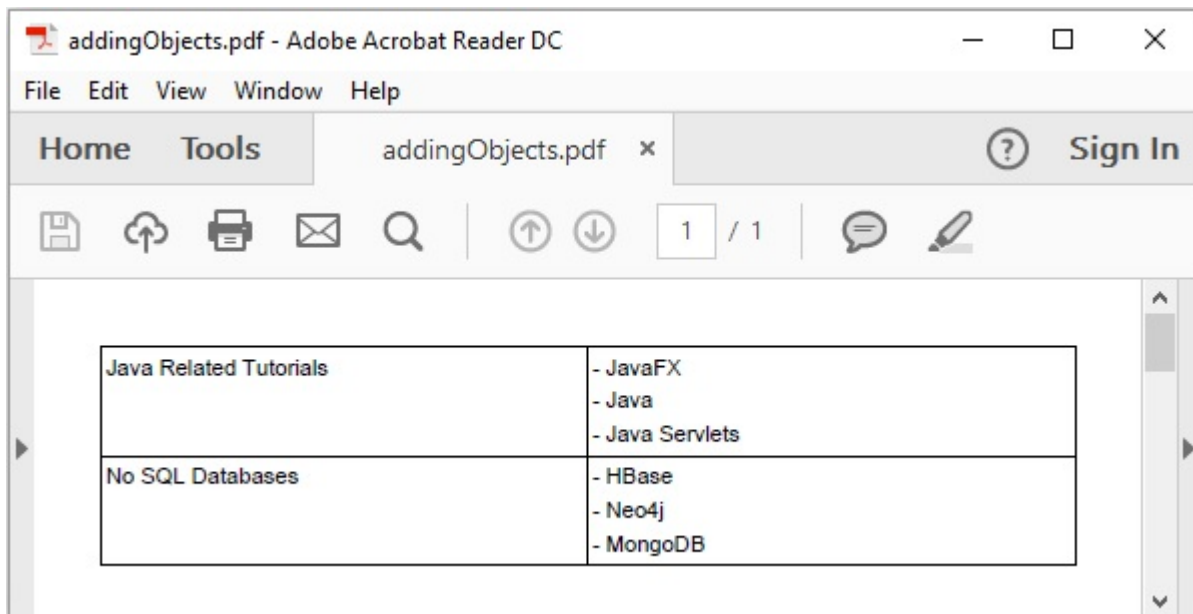 addingObjects.pdf - Adobe Acrobat Reader DC
File Edit View Window Help
Home Tools addingObjects.pdf × ? Sign In
1 / 1
Java Related Tutorials
- JavaFX
- Java
- Java Servlets
No SQL Databases
- HBase
- Neo4j
- MongoDB